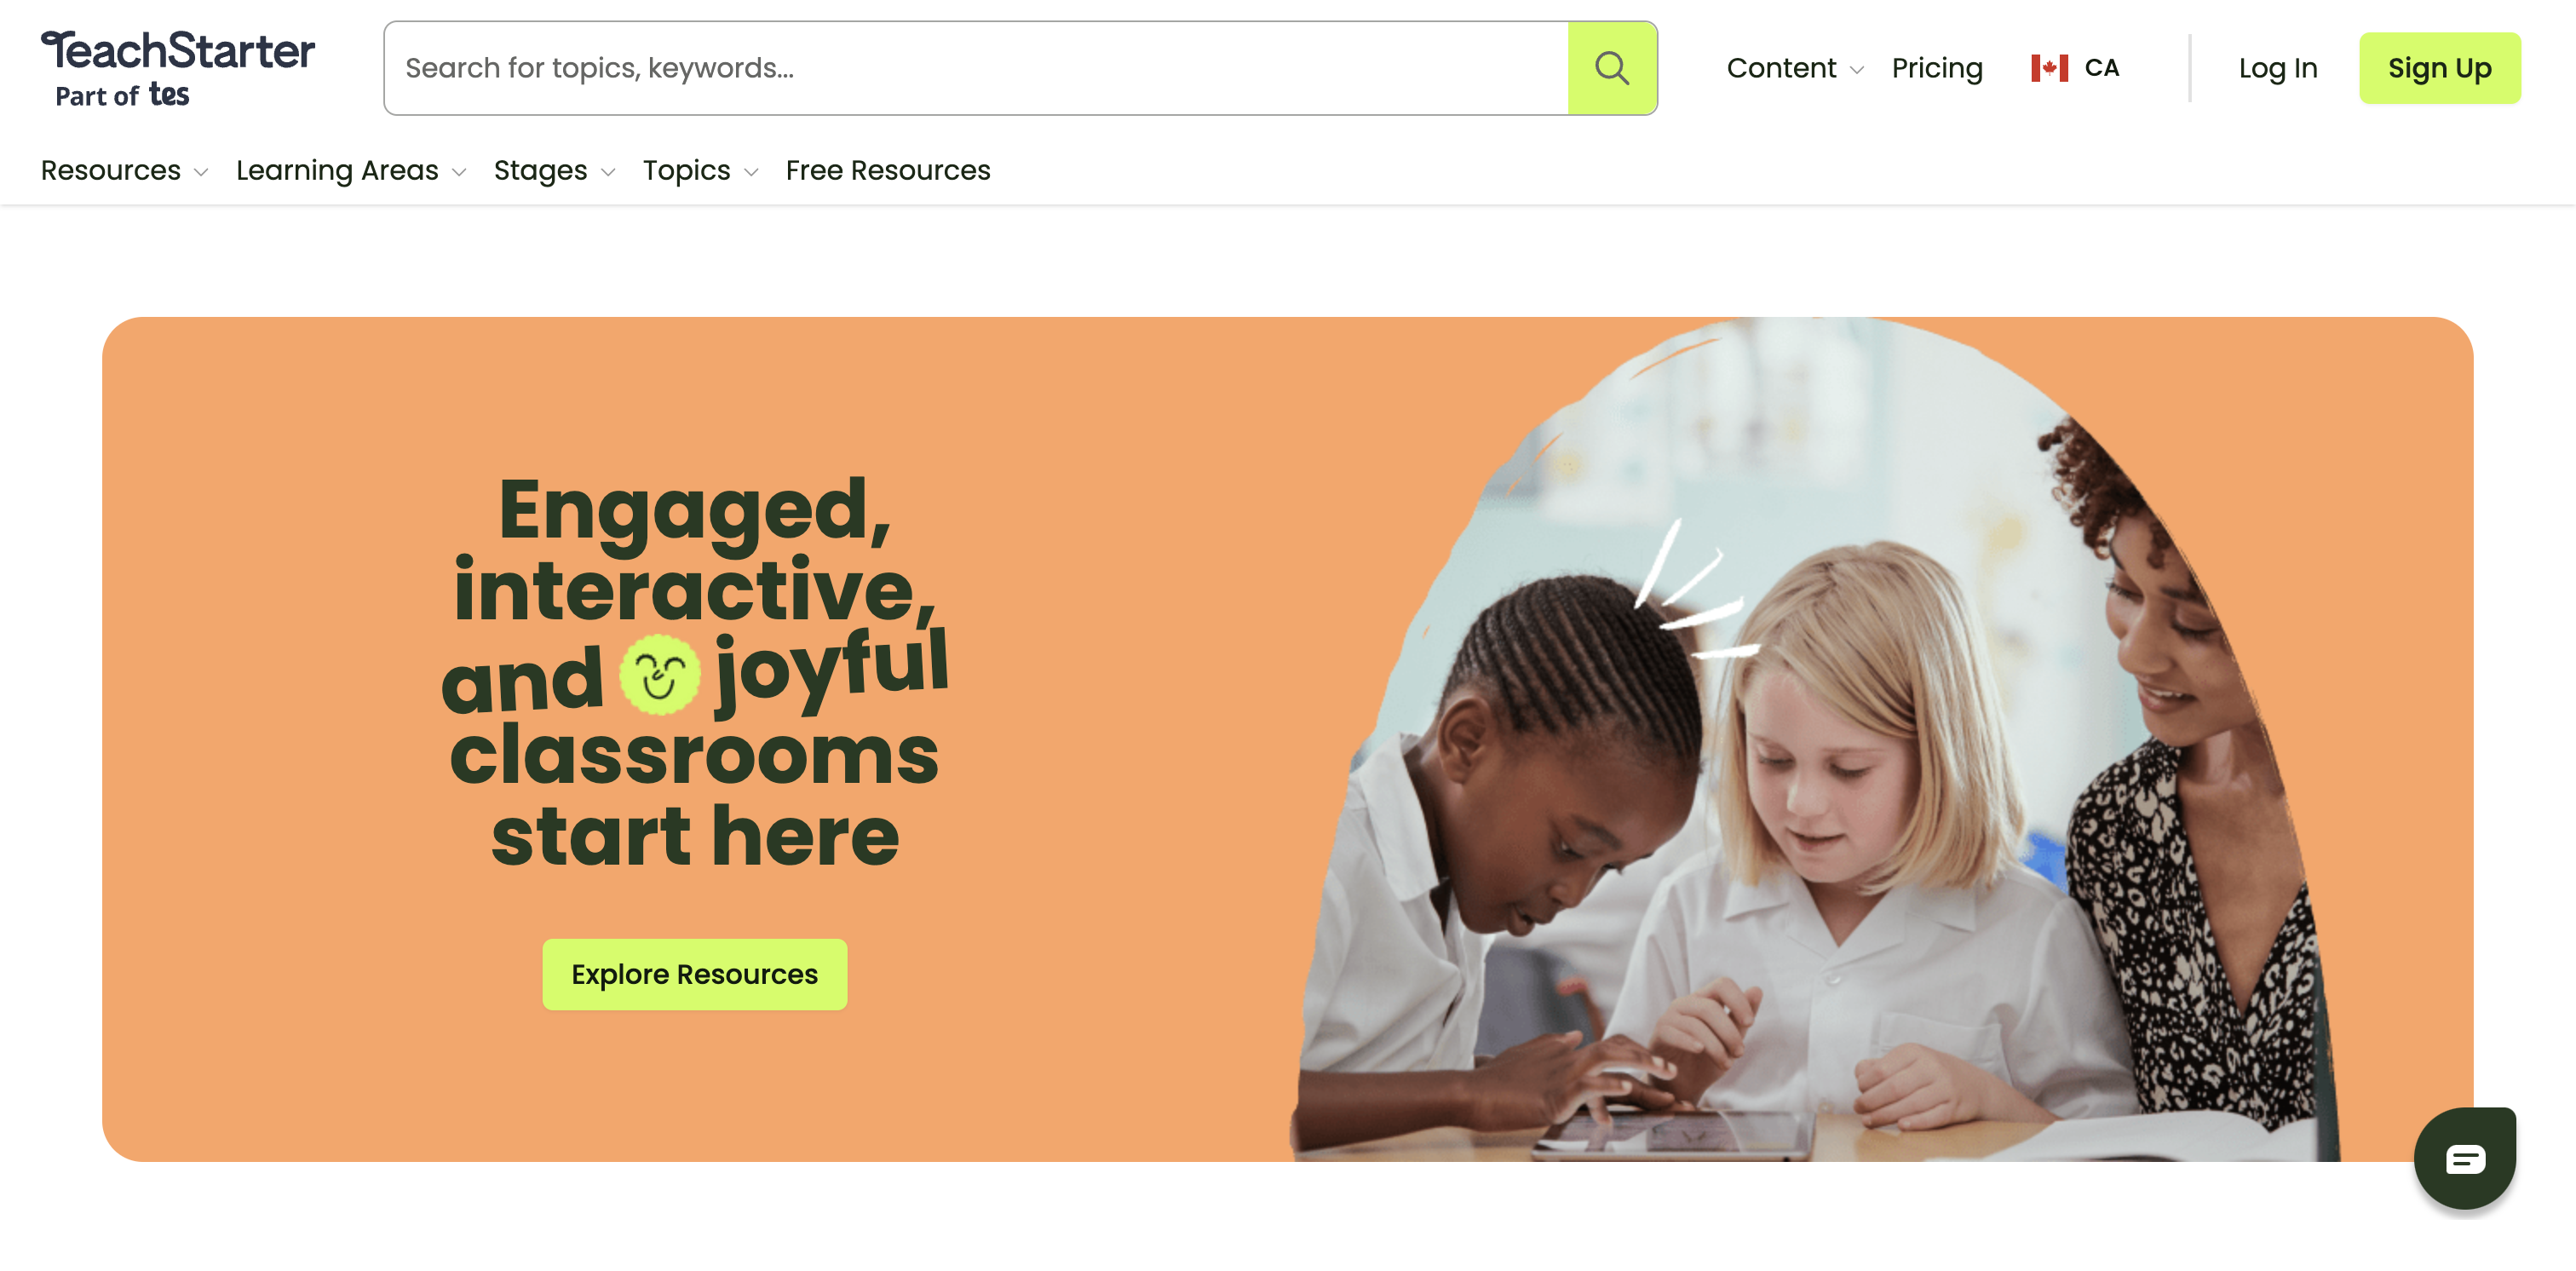 TeachStarter
Part of tes
Search for topics, keywords...
Content
Pricing
CA
Log In
Sign Up
Resources
Learning Areas
Stages
Topics
Free Resources
Engaged,
interactive,
and joyful
classrooms
start here
Explore Resources